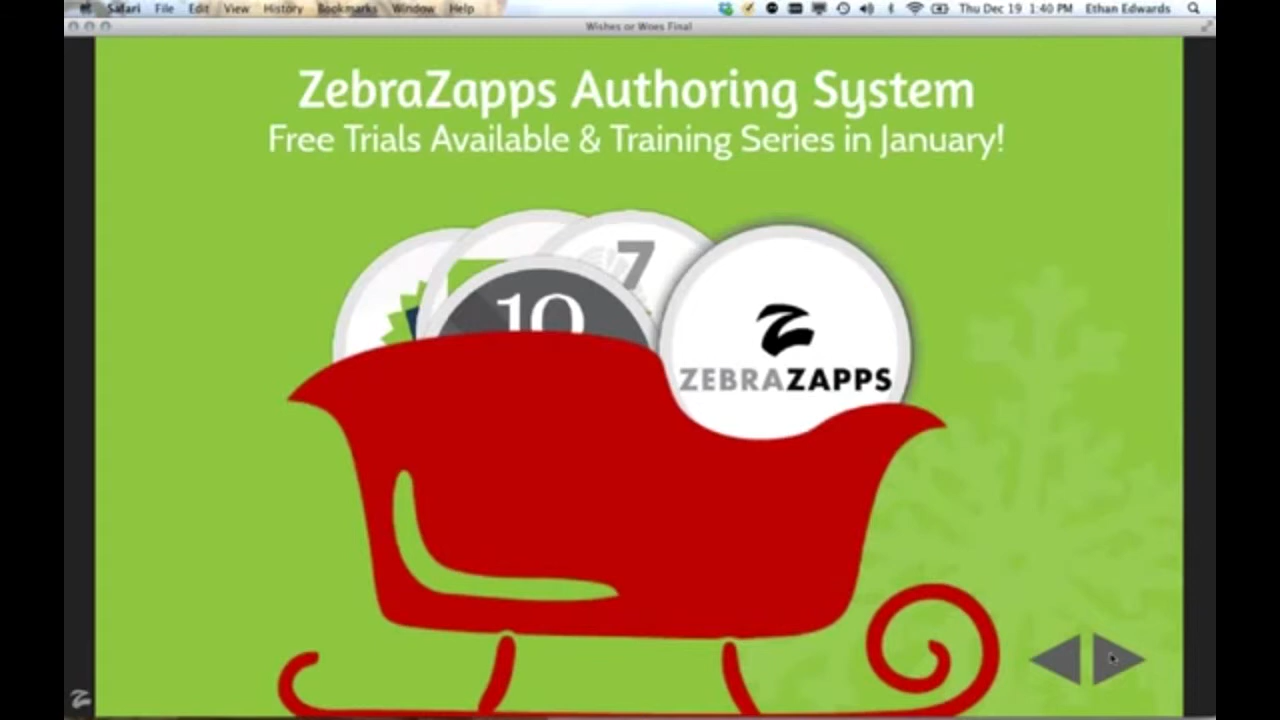 Safari File Edit View History Bookmarks Window Help Thu Dec 19 1:40 PM Ethan Edwards
Wishes or Woes Final
ZebraZapps Authoring System
Free Trials Available & Training Series in January!
7
10
ZEBRAZAPPS